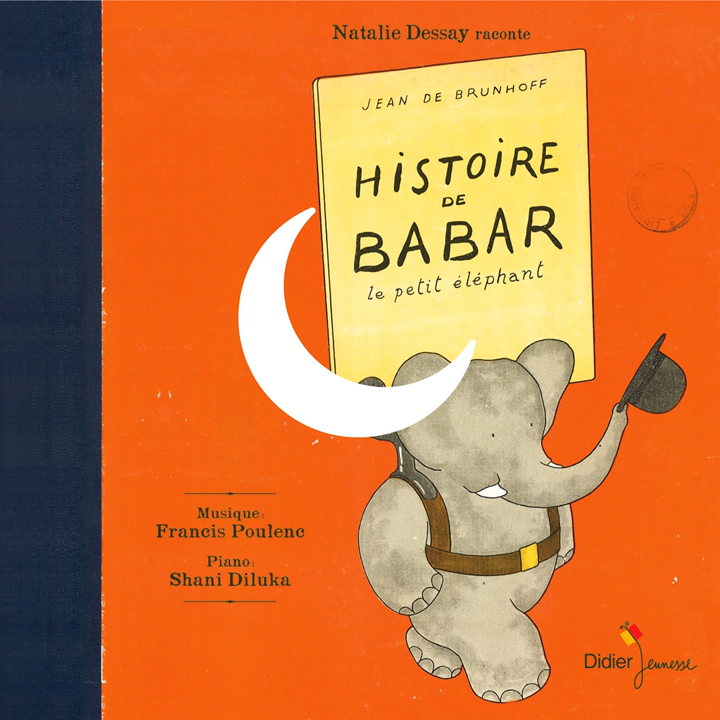 Natalie Dessay raconte
JEAN DE BRUNHOFF
HiSTOiRE
DE
BABAR
le petit éléphant
Musique:
Francis Poulenc
Piano:
Shani Diluka
Didier Jeunesse